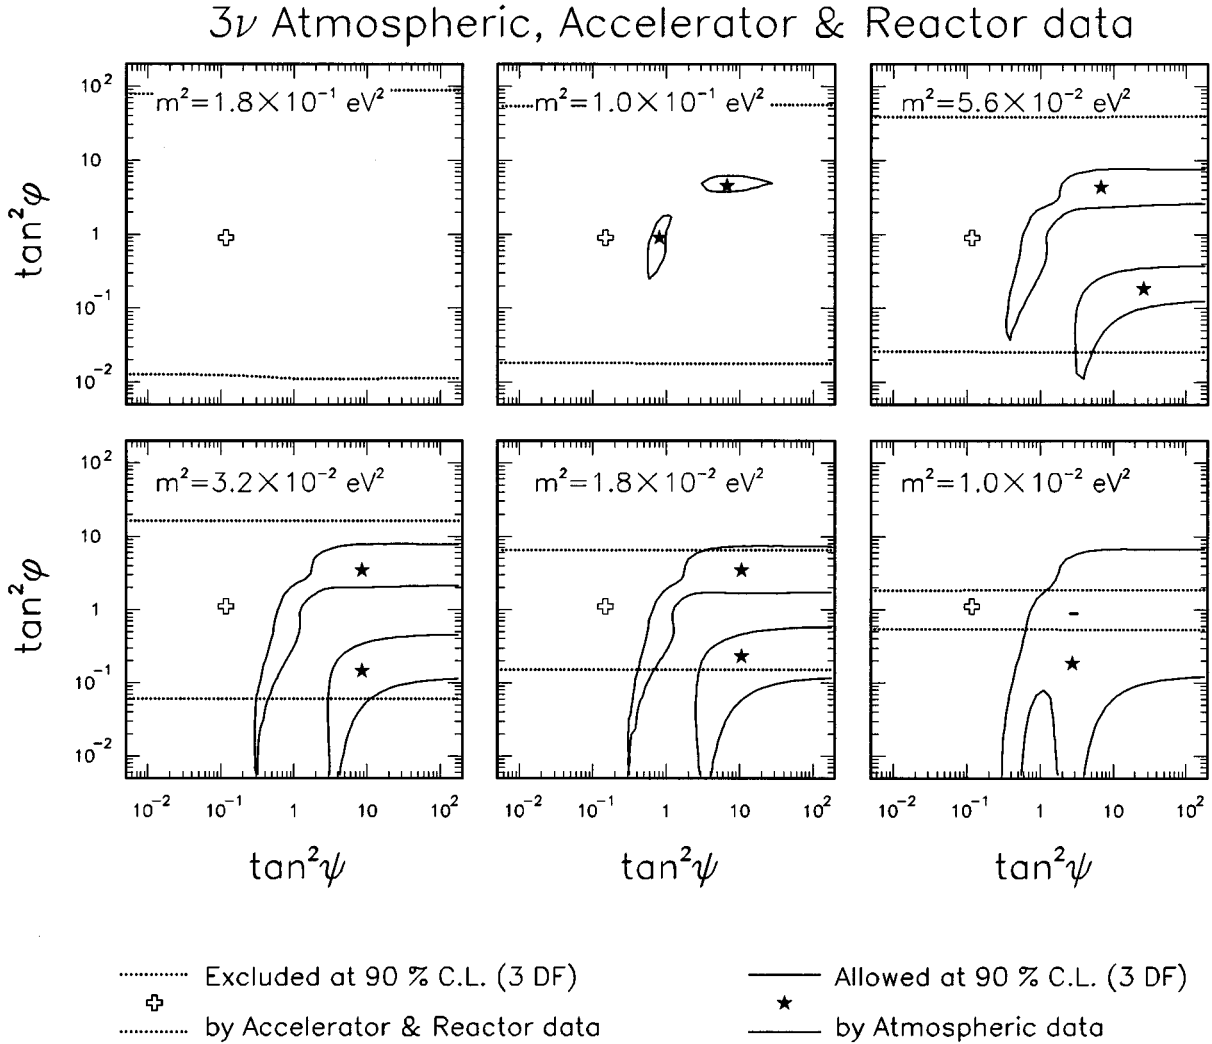 3ν Atmospheric, Accelerator & Reactor data
m²=1.8×10⁻¹ eV² m²=1.0×10⁻¹ eV² m²=5.6×10⁻² eV²
10²
10
1
10⁻¹
10⁻²
tan²φ
m²=3.2×10⁻² eV² m²=1.8×10⁻² eV² m²=1.0×10⁻² eV²
10²
10
1
10⁻¹
10⁻²
tan²φ
10⁻² 10⁻¹ 1 10 10² 10⁻² 10⁻¹ 1 10 10² 10⁻² 10⁻¹ 1 10 10²
tan²ψ tan²ψ tan²ψ
Excluded at 90 % C.L. (3 DF)
by Accelerator & Reactor data
Allowed at 90 % C.L. (3 DF)
by Atmospheric data